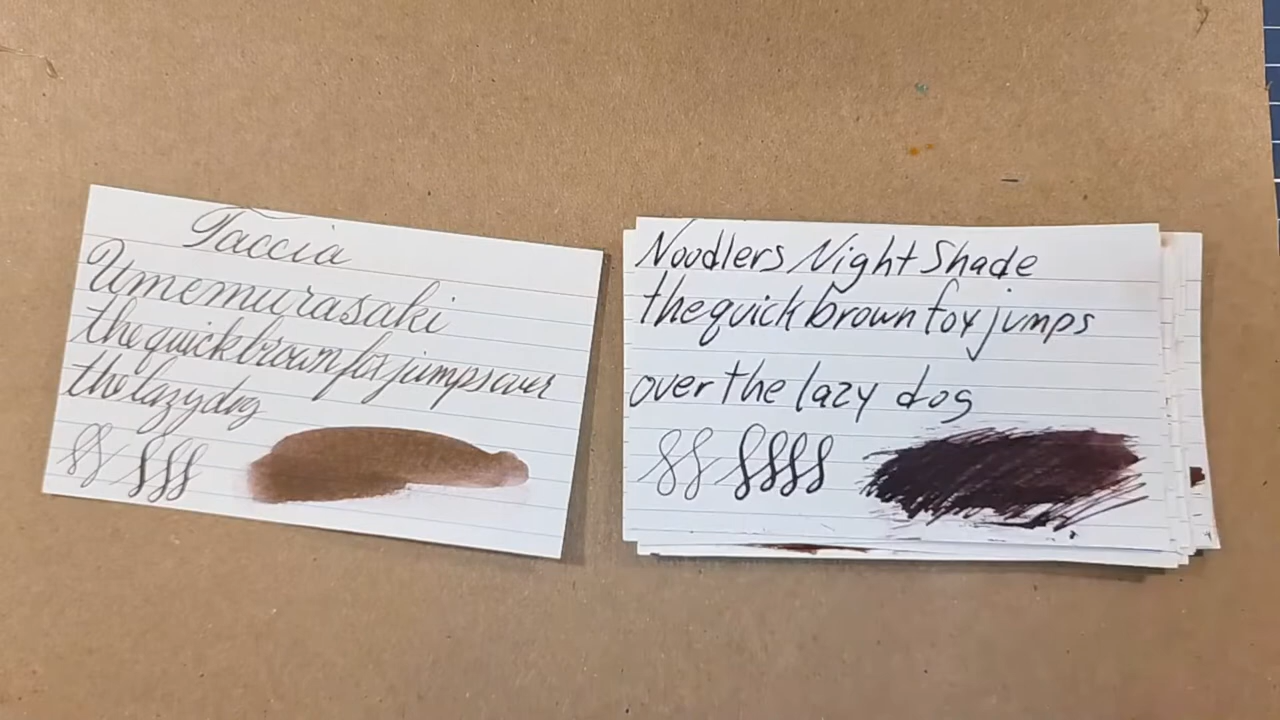 Taccia
Umemurasaki
the quick brown fox jumps over
the lazy dog
Noodlers Night Shade
the quick brown fox jumps
over the lazy dog